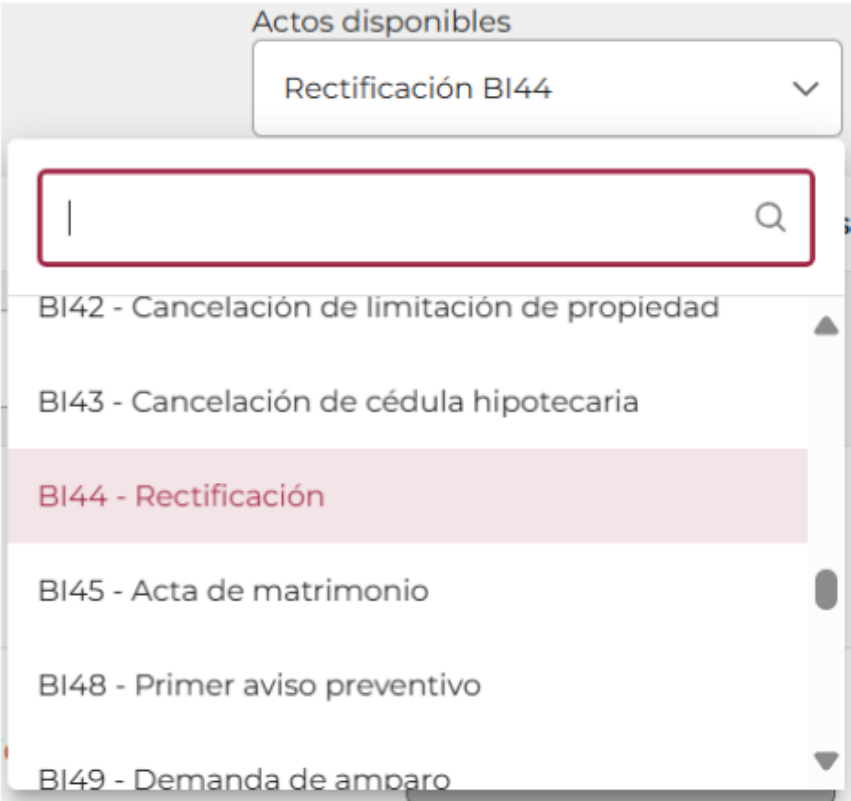 Actos disponibles
Rectificación BI44
BI42 - Cancelación de limitación de propiedad
BI43 - Cancelación de cédula hipotecaria
BI44 - Rectificación
BI45 - Acta de matrimonio
BI48 - Primer aviso preventivo
BI49 - Demanda de amparo